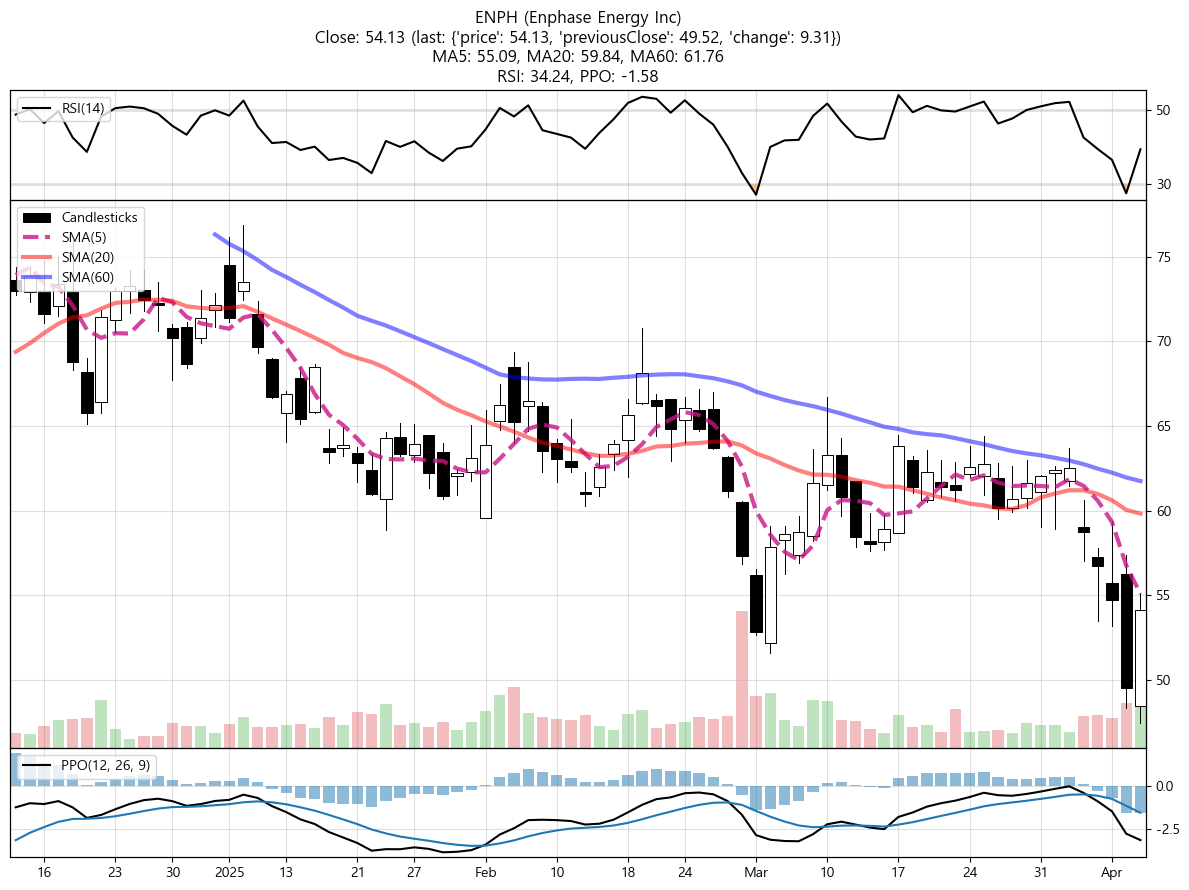 ENPH (Enphase Energy Inc)
Close: 54.13 (last: {'price': 54.13, 'previousClose': 49.52, 'change': 9.31})
MA5: 55.09, MA20: 59.84, MA60: 61.76
RSI: 34.24, PPO: -1.58
RSI(14)
50
30
Candlesticks
SMA(5)
SMA(20)
SMA(60)
75
70
65
60
55
50
PPO(12, 26, 9)
0.0
−2.5
16 23 30 2025 13 21 27 Feb 10 18 24 Mar 10 17 24 31 Apr